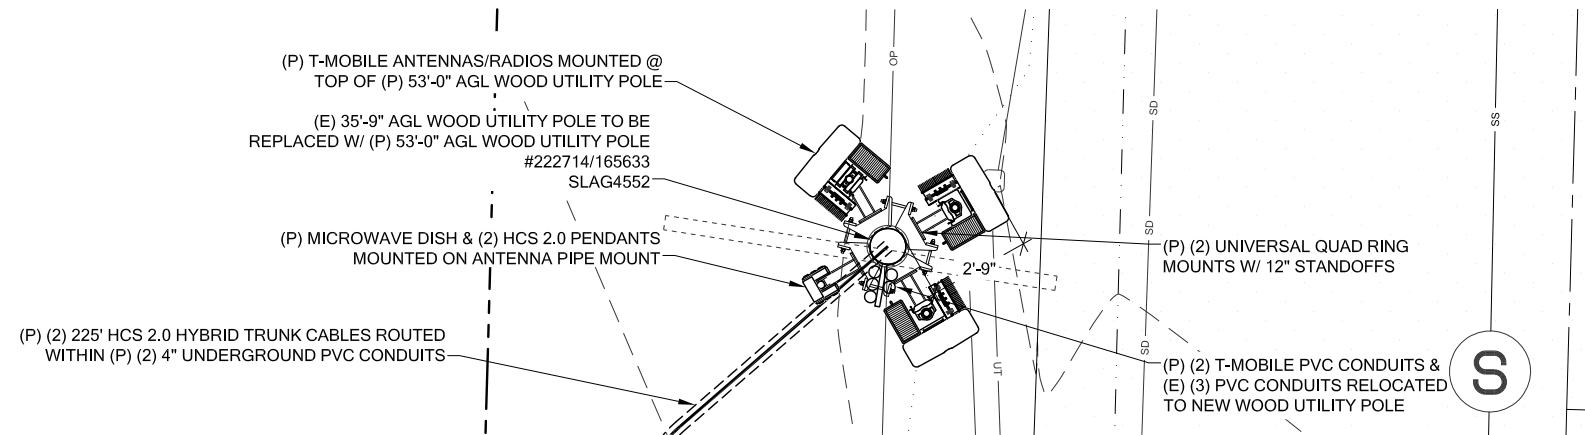 (P) T-MOBILE ANTENNAS/RADIOS MOUNTED @
TOP OF (P) 53'-0" AGL WOOD UTILITY POLE
(E) 35'-9" AGL WOOD UTILITY POLE TO BE
REPLACED W/ (P) 53'-0" AGL WOOD UTILITY POLE
#222714/165633
SLAG4552
(P) MICROWAVE DISH & (2) HCS 2.0 PENDANTS
MOUNTED ON ANTENNA PIPE MOUNT
(P) (2) 225' HCS 2.0 HYBRID TRUNK CABLES ROUTED
WITHIN (P) (2) 4" UNDERGROUND PVC CONDUITS
OP
2'-9"
UT
SD
SD
SD
(P) (2) UNIVERSAL QUAD RING
MOUNTS W/ 12" STANDOFFS
(P) (2) T-MOBILE PVC CONDUITS &
(E) (3) PVC CONDUITS RELOCATED
TO NEW WOOD UTILITY POLE
SS
S